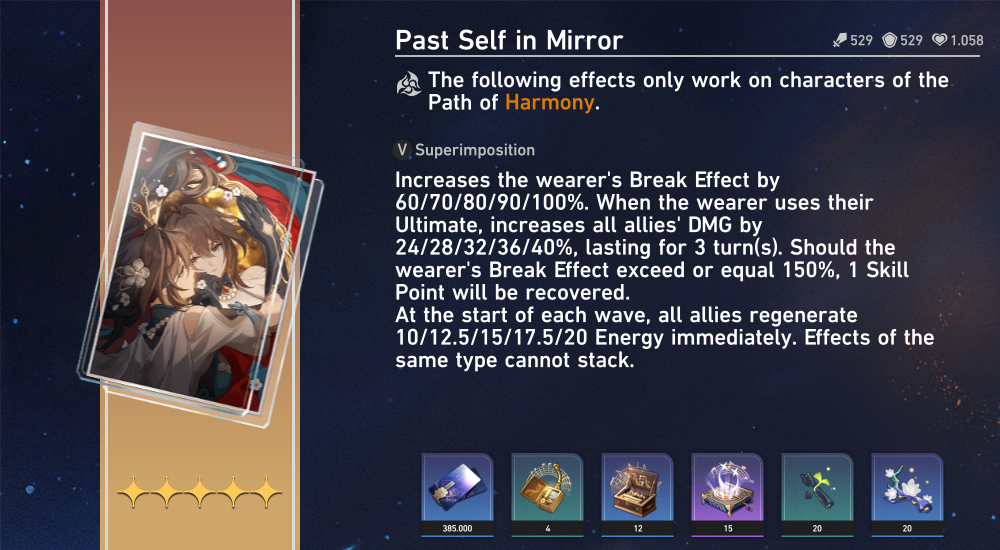 Past Self in Mirror
529 529 1.058
The following effects only work on characters of the
Path of Harmony.
V Superimposition
Increases the wearer's Break Effect by
60/70/80/90/100%. When the wearer uses their
Ultimate, increases all allies' DMG by
24/28/32/36/40%, lasting for 3 turn(s). Should the
wearer's Break Effect exceed or equal 150%, 1 Skill
Point will be recovered.
At the start of each wave, all allies regenerate
10/12.5/15/17.5/20 Energy immediately. Effects of the
same type cannot stack.
385.000 4 12 15 20 20